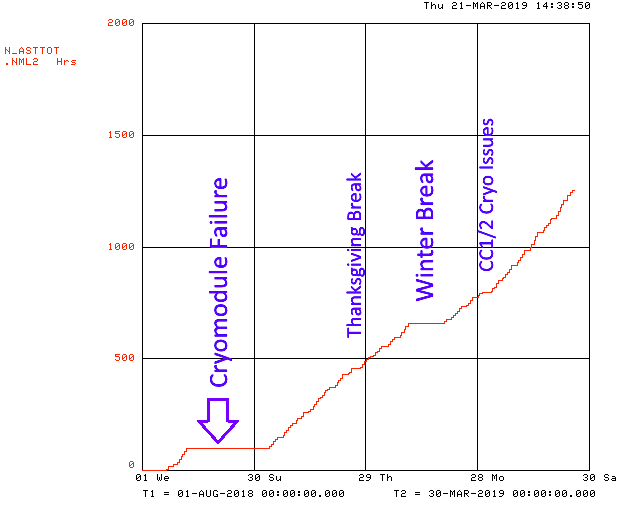 Thu 21-MAR-2019 14:38:50
2000
N_ASTTOT
.NML2 Hrs
1500
1000
500
0
Cryomodule Failure
Thanksgiving Break
Winter Break
CC1/2 Cryo Issues
01 We 30 Su 29 Th 28 Mo 30 Sa
T1 = 01-AUG-2018 00:00:00.000 T2 = 30-MAR-2019 00:00:00.000